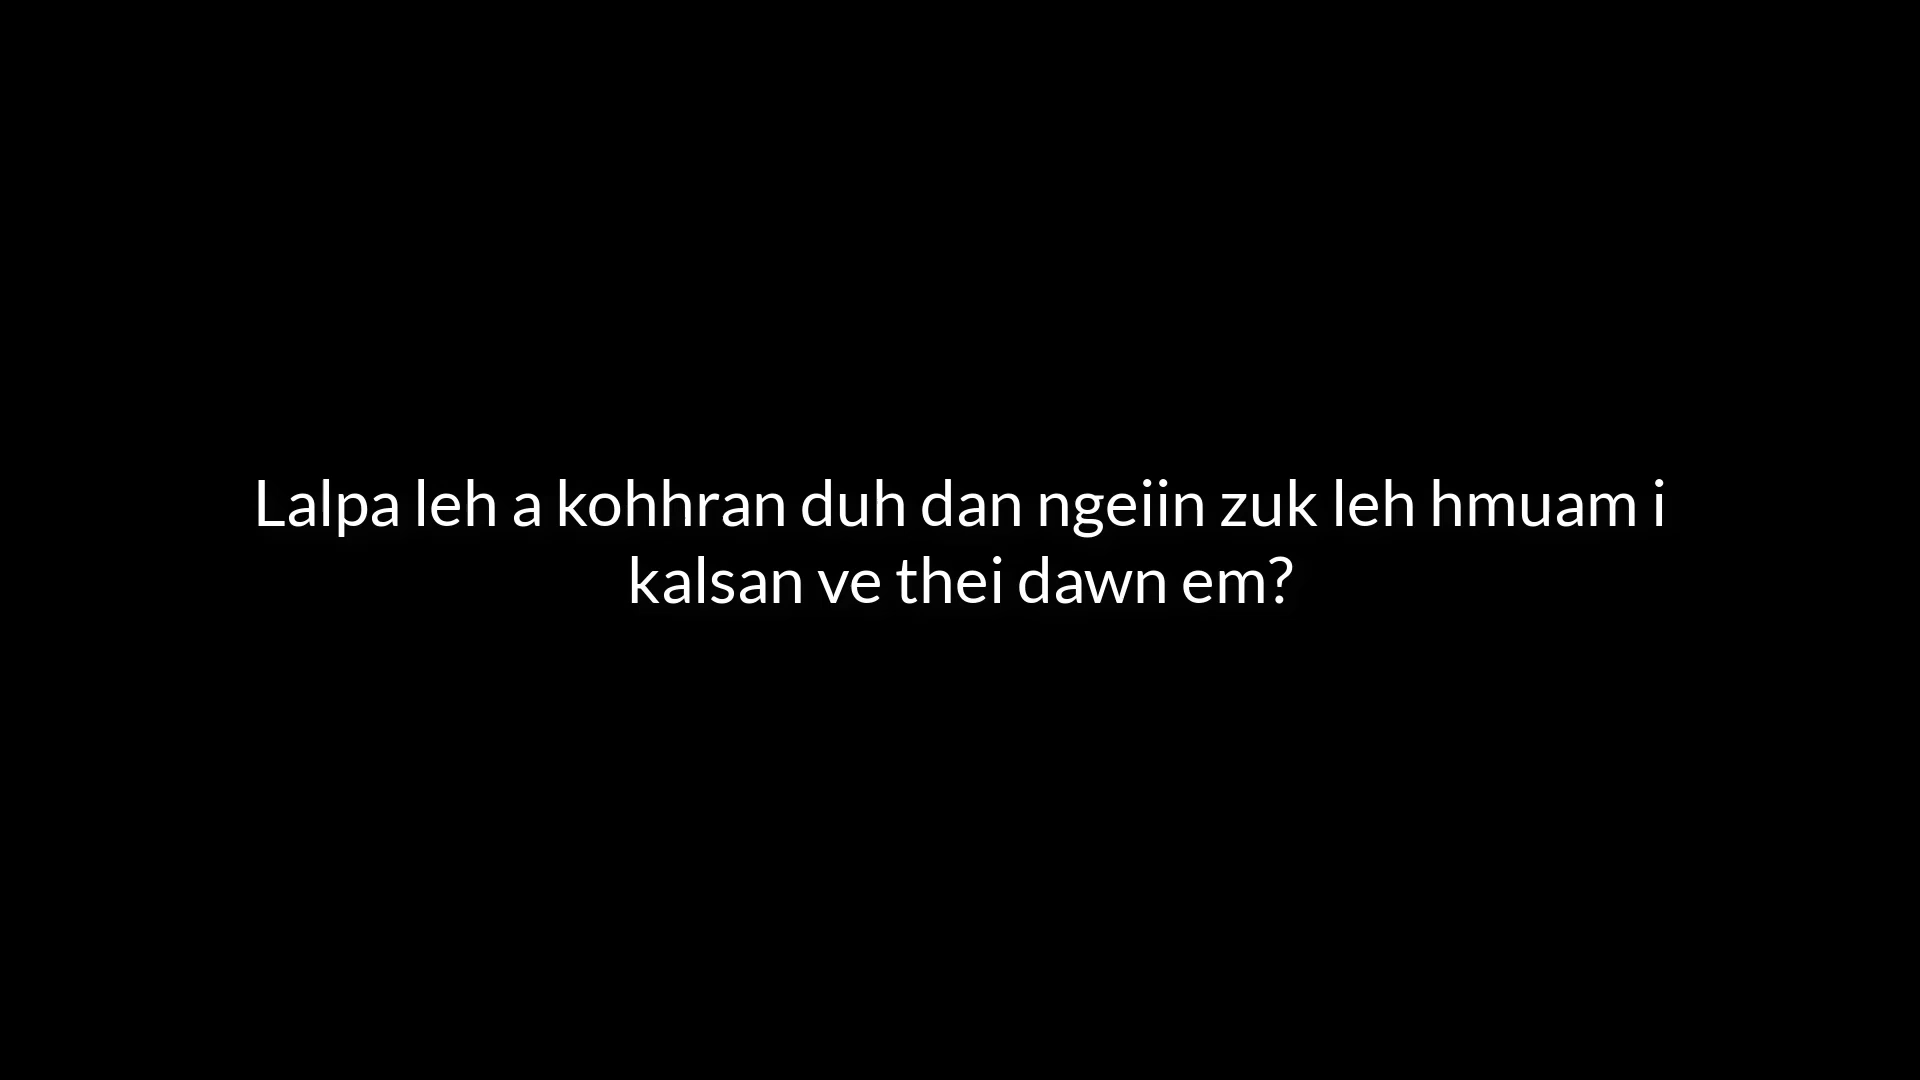 Lalpa leh a kohhran duh dan ngeiin zuk leh hmuam i
kalsan ve thei dawn em?